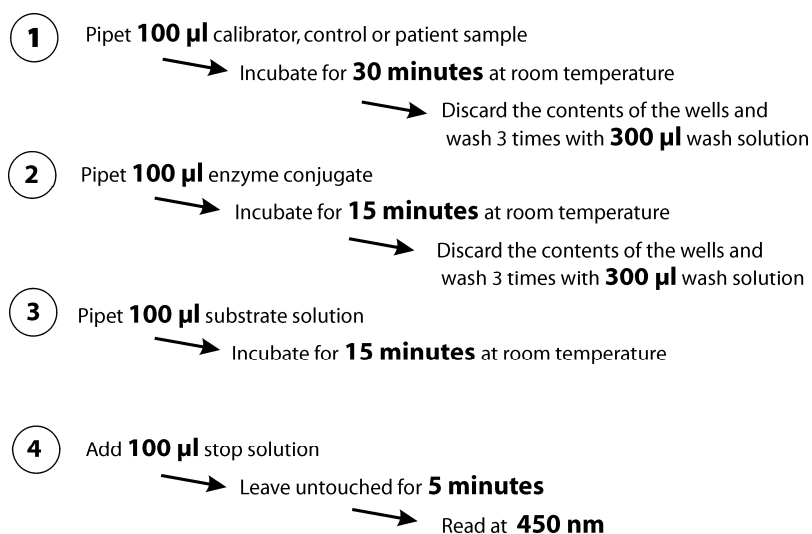 1 Pipet 100 µl calibrator, control or patient sample
Incubate for 30 minutes at room temperature
Discard the contents of the wells and
wash 3 times with 300 µl wash solution
2 Pipet 100 µl enzyme conjugate
Incubate for 15 minutes at room temperature
Discard the contents of the wells and
wash 3 times with 300 µl wash solution
3 Pipet 100 µl substrate solution
Incubate for 15 minutes at room temperature
4 Add 100 µl stop solution
Leave untouched for 5 minutes
Read at 450 nm